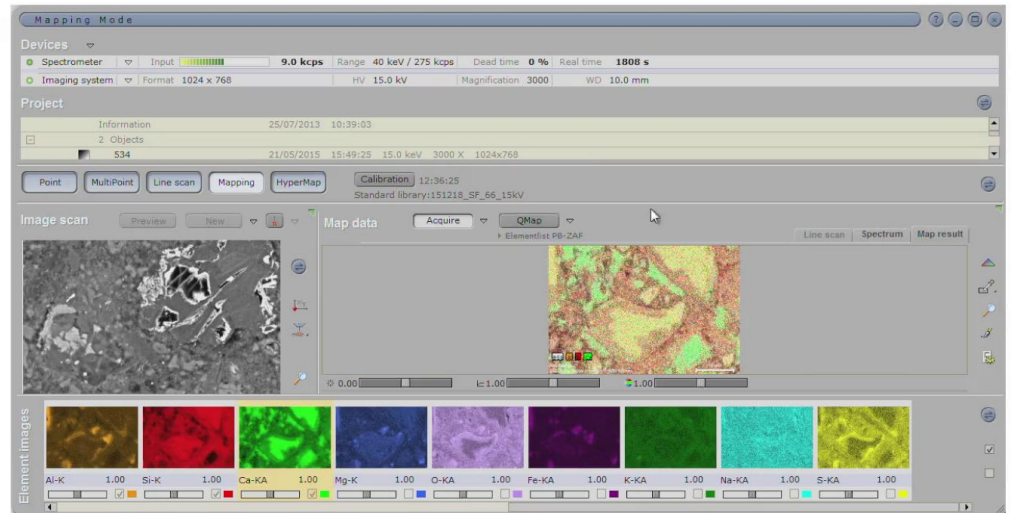 Mapping Mode
Devices
Spectrometer Input 9.0 kcps Range 40 keV / 275 kcps Dead time 0 % Real time 1808 s
Imaging system Format 1024 x 768 HV 15.0 kV Magnification 3000 WD 10.0 mm
Project
Information 25/07/2013 10:39:03
2 Objects
534 21/05/2015 15:49:25 15.0 keV 3000 X 1024x768
Point MultiPoint Line scan Mapping HyperMap Calibration 12:36:25
Standard library:151218_SF_66_15kV
Image scan Preview New Map data Acquire QMap
Elementlist PB-ZAF
Line scan Spectrum Map result
0.00 1.00 1.00
Element images
Al-K 1.00 Si-K 1.00 Ca-KA 1.00 Mg-K 1.00 O-KA 1.00 Fe-KA 1.00 K-KA 1.00 Na-KA 1.00 S-KA 1.00